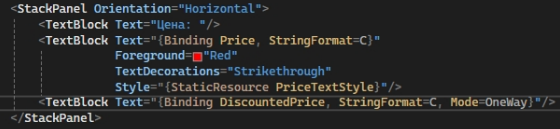 <StackPanel Orientation="Horizontal">
<TextBlock Text="Цена: "/>
<TextBlock Text="{Binding Price, StringFormat=C}"
Foreground="Red"
TextDecorations="Strikethrough"
Style="{StaticResource PriceTextStyle}"/>
<TextBlock Text="{Binding DiscountedPrice, StringFormat=C, Mode=OneWay}"/>
</StackPanel>